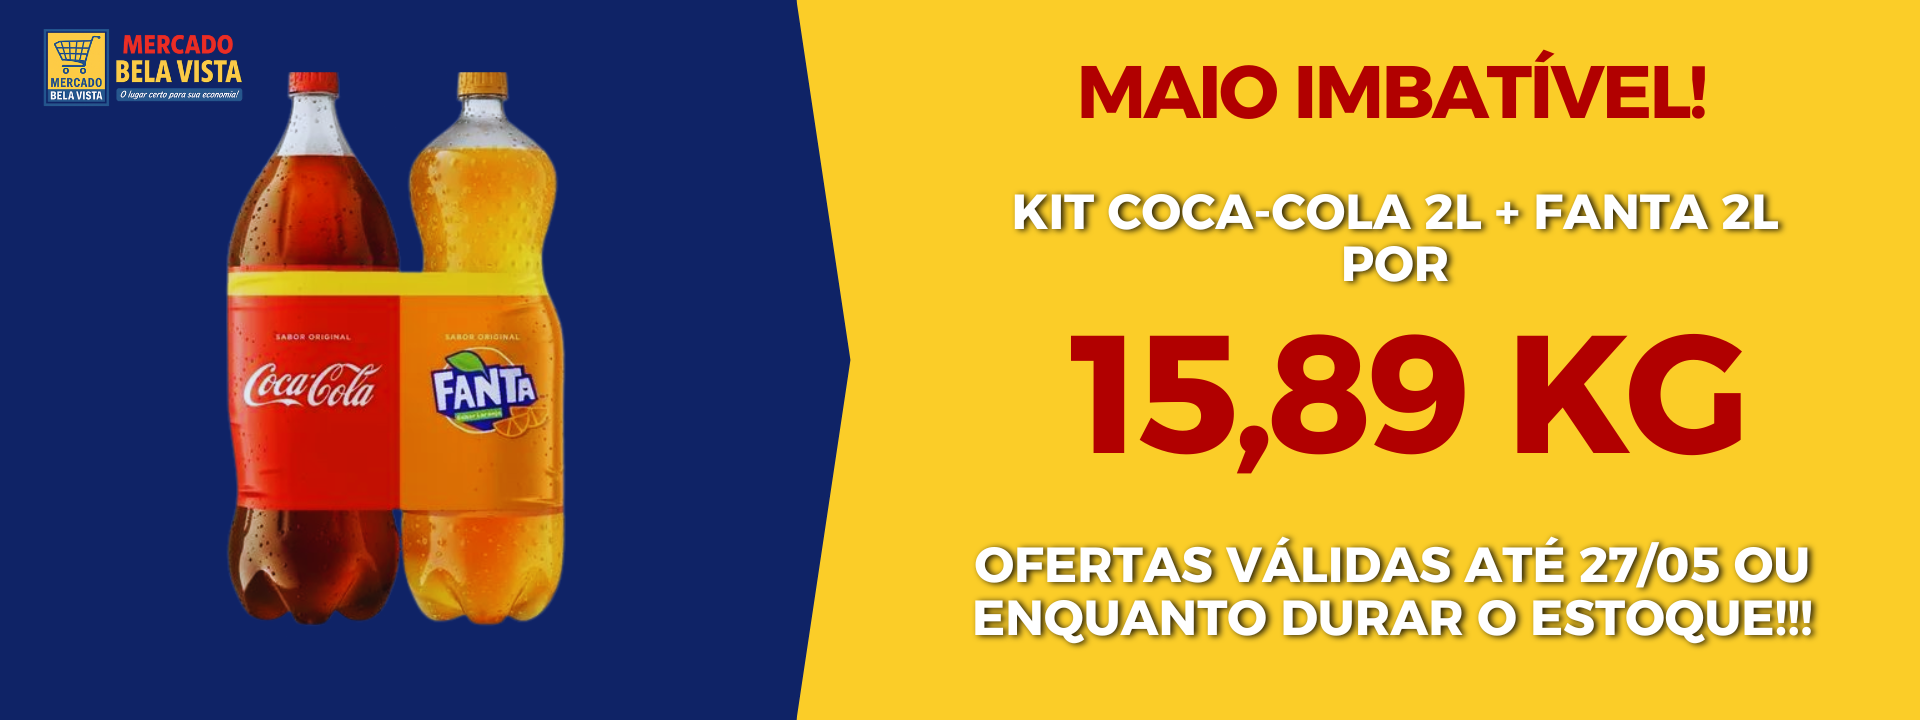 MERCADO
BELA VISTA
MERCADO
BELA VISTA
O lugar certo para sua economia!
MAIO IMBATÍVEL!
KIT COCA-COLA 2L + FANTA 2L
POR
15,89 KG
OFERTAS VÁLIDAS ATÉ 27/05 OU
ENQUANTO DURAR O ESTOQUE!!!
SABOR ORIGINAL
Coca-Cola
SABOR ORIGINAL
FANTA
Sabor Laranja